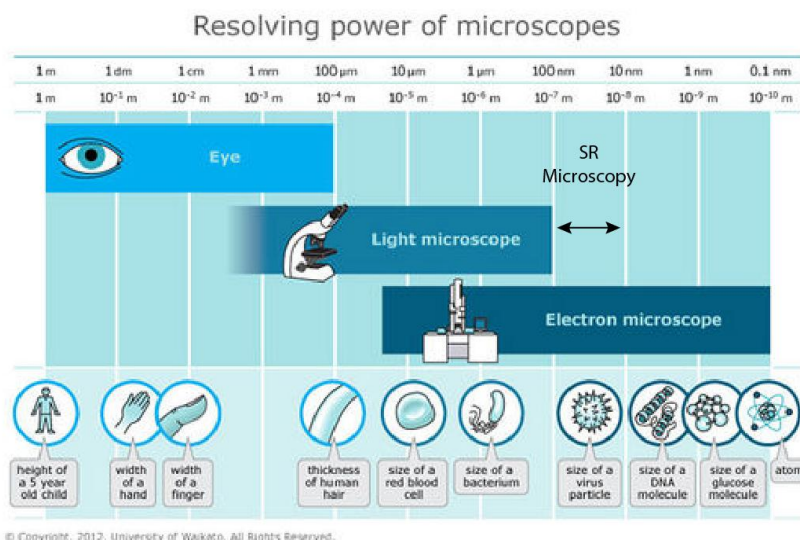 Resolving power of microscopes
1 m 1 dm 1 cm 1 mm 100 µm 10 µm 1 µm 100 nm 10 nm 1 nm 0.1 nm
1 m 10⁻¹ m 10⁻² m 10⁻³ m 10⁻⁴ m 10⁻⁵ m 10⁻⁶ m 10⁻⁷ m 10⁻⁸ m 10⁻⁹ m 10⁻¹⁰ m
Eye
SR
Microscopy
Light microscope
Electron microscope
height of
a 5 year
old child
width
of a
hand
width
of a
finger
thickness
of human
hair
size of a
red blood
cell
size of a
bacterium
size of a
virus
particle
size of a
DNA
molecule
size of a
glucose
molecule
atom
© Copyright. 2012. University of Waikato. All Rights Reserved.